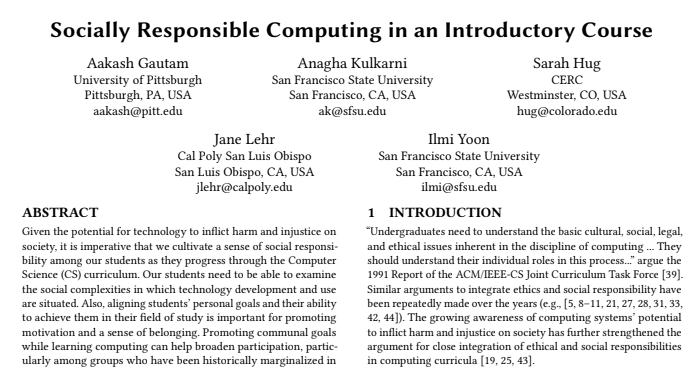 Socially Responsible Computing in an Introductory Course
Aakash Gautam
University of Pittsburgh
Pittsburgh, PA, USA
aakash@pitt.edu
Anagha Kulkarni
San Francisco State University
San Francisco, CA, USA
ak@sfsu.edu
Sarah Hug
CERC
Westminster, CO, USA
hug@colorado.edu
Jane Lehr
Cal Poly San Luis Obispo
San Luis Obispo, CA, USA
jlehr@calpoly.edu
Ilmi Yoon
San Francisco State University
San Francisco, CA, USA
ilmi@sfsu.edu
ABSTRACT
Given the potential for technology to inflict harm and injustice on
society, it is imperative that we cultivate a sense of social responsi-
bility among our students as they progress through the Computer
Science (CS) curriculum. Our students need to be able to examine
the social complexities in which technology development and use
are situated. Also, aligning students' personal goals and their ability
to achieve them in their field of study is important for promoting
motivation and a sense of belonging. Promoting communal goals
while learning computing can help broaden participation, partic-
ularly among groups who have been historically marginalized in
1 INTRODUCTION
"Undergraduates need to understand the basic cultural, social, legal,
and ethical issues inherent in the discipline of computing ... They
should understand their individual roles in this process..." argue the
1991 Report of the ACM/IEEE-CS Joint Curriculum Task Force [39].
Similar arguments to integrate ethics and social responsibility have
been repeatedly made over the years (e.g., [5, 8–11, 21, 27, 28, 31, 33,
42, 44]). The growing awareness of computing systems' potential
to inflict harm and injustice on society has further strengthened the
argument for close integration of ethical and social responsibilities
in computing curricula [19, 25, 43].